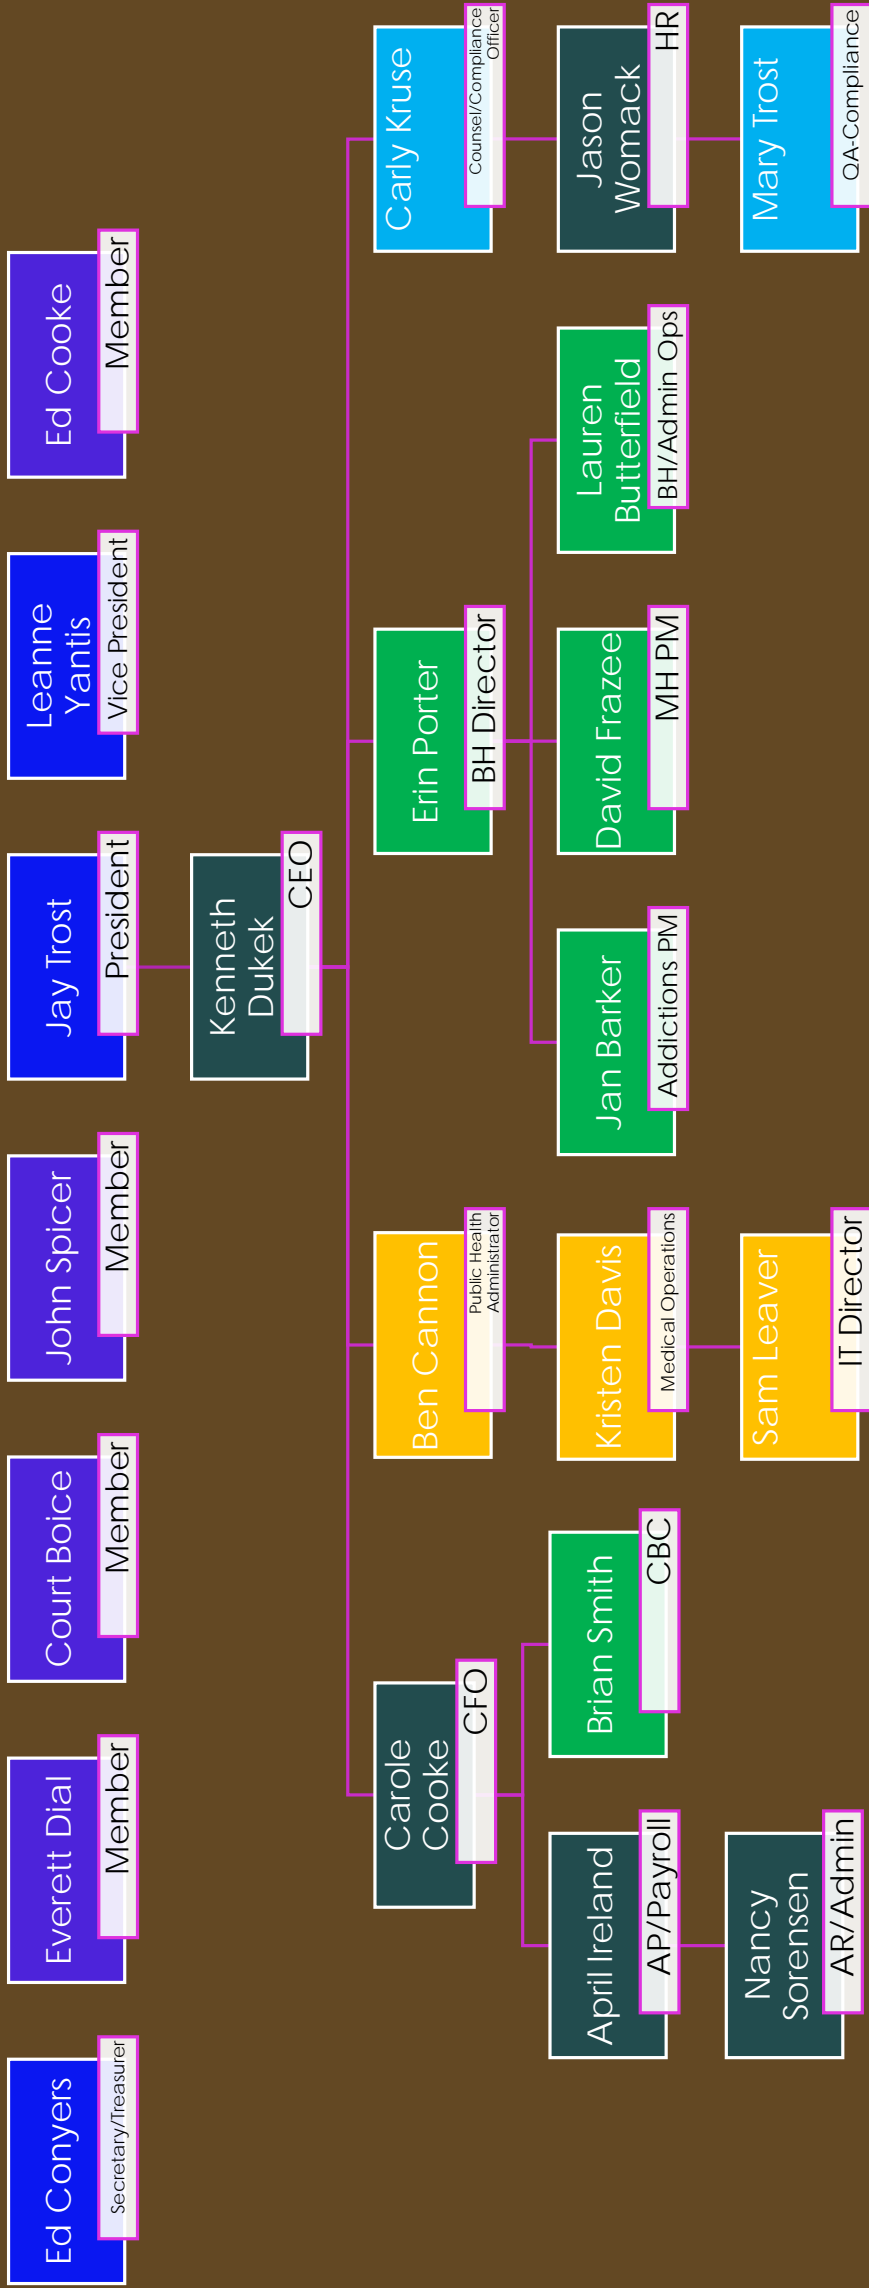 Ed Conyers
Secretary/Treasurer
Everett Dial
Member
Court Boice
Member
John Spicer
Member
Jay Trost
President
Leanne
Yantis
Vice President
Ed Cooke
Member
Kenneth
Dukek
CEO
Carole
Cooke
CFO
Ben Cannon
Public Health
Administrator
Erin Porter
BH Director
Carly Kruse
Counsel/Compliance
Officer
April Ireland
AP/Payroll
Brian Smith
CBC
Kristen Davis
Medical Operations
Jan Barker
Addictions PM
David Frazee
MH PM
Lauren
Butterfield
BH/Admin Ops
Jason
Womack
HR
Nancy
Sorensen
AR/Admin
Sam Leaver
IT Director
Mary Trost
QA-Compliance